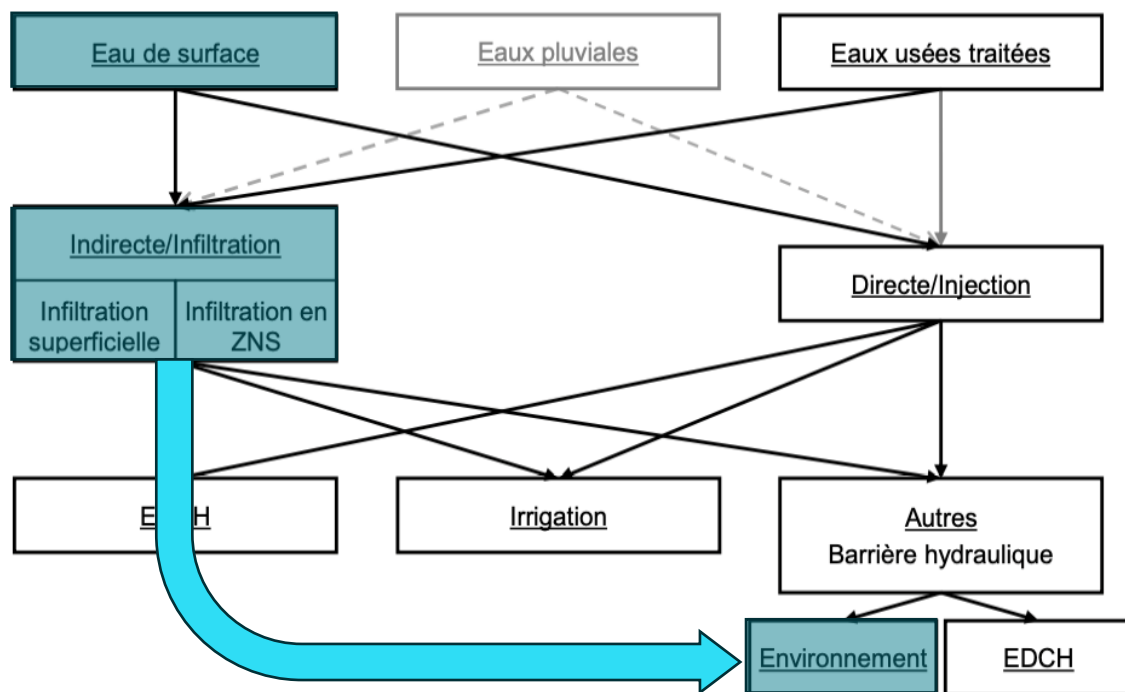 Eau de surface
Eaux pluviales
Eaux usées traitées
Indirecte/Infiltration
Infiltration
superficielle
Infiltration en
ZNS
Directe/Injection
Irrigation
Autres
Barrière hydraulique
Environnement
EDCH